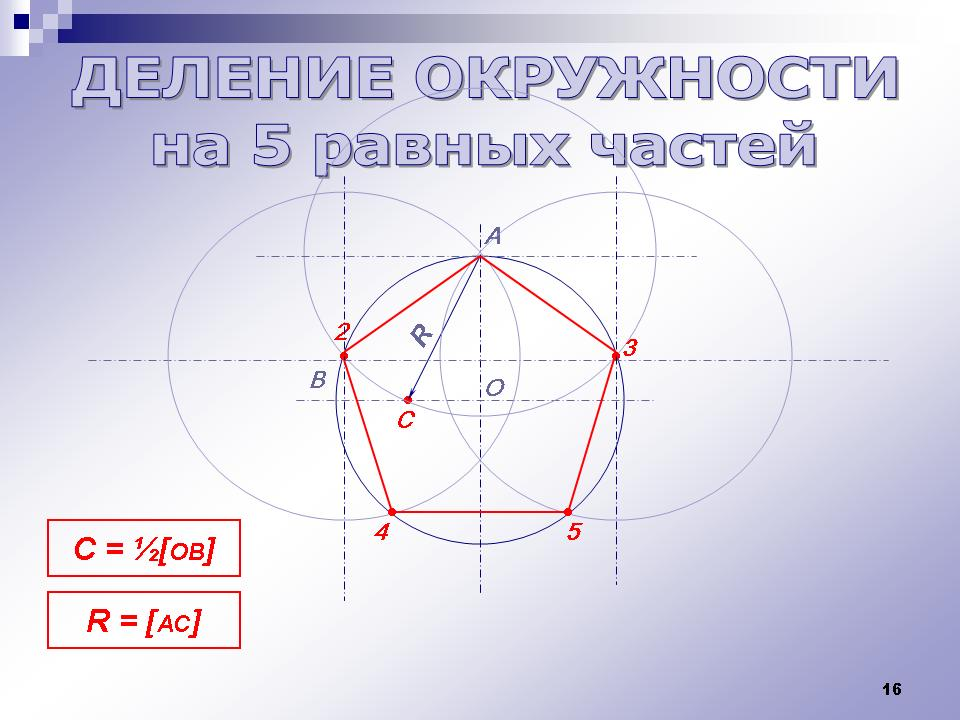 ДЕЛЕНИЕ ОКРУЖНОСТИ
на 5 равных частей
A
2
R
3
B
O
C
4
5
C = ½[OB]
R = [AC]
16